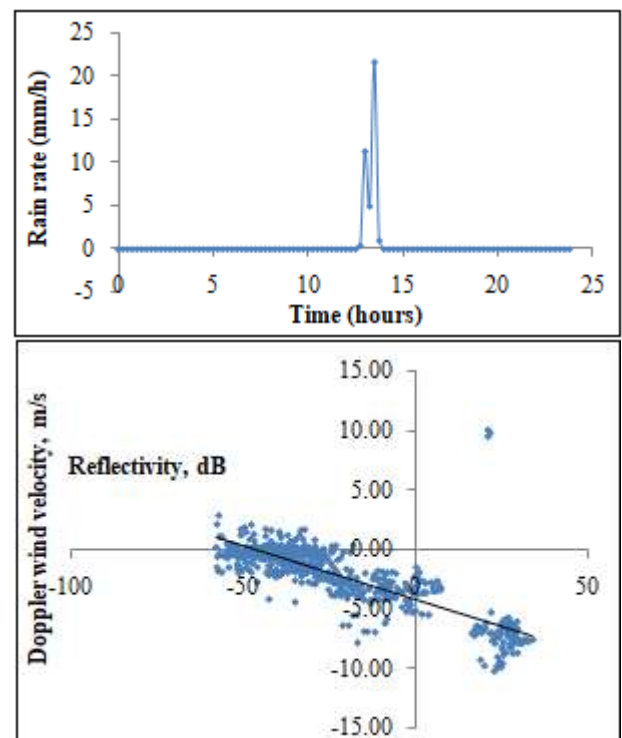 25
20
15
10
5
0
-5
Rain rate (mm/h)
0 5 10 15 20 25
Time (hours)
15.00
10.00
5.00
0.00
-5.00
-10.00
-15.00
Doppler wind velocity, m/s
Reflectivity, dB
-100 -50 0 50